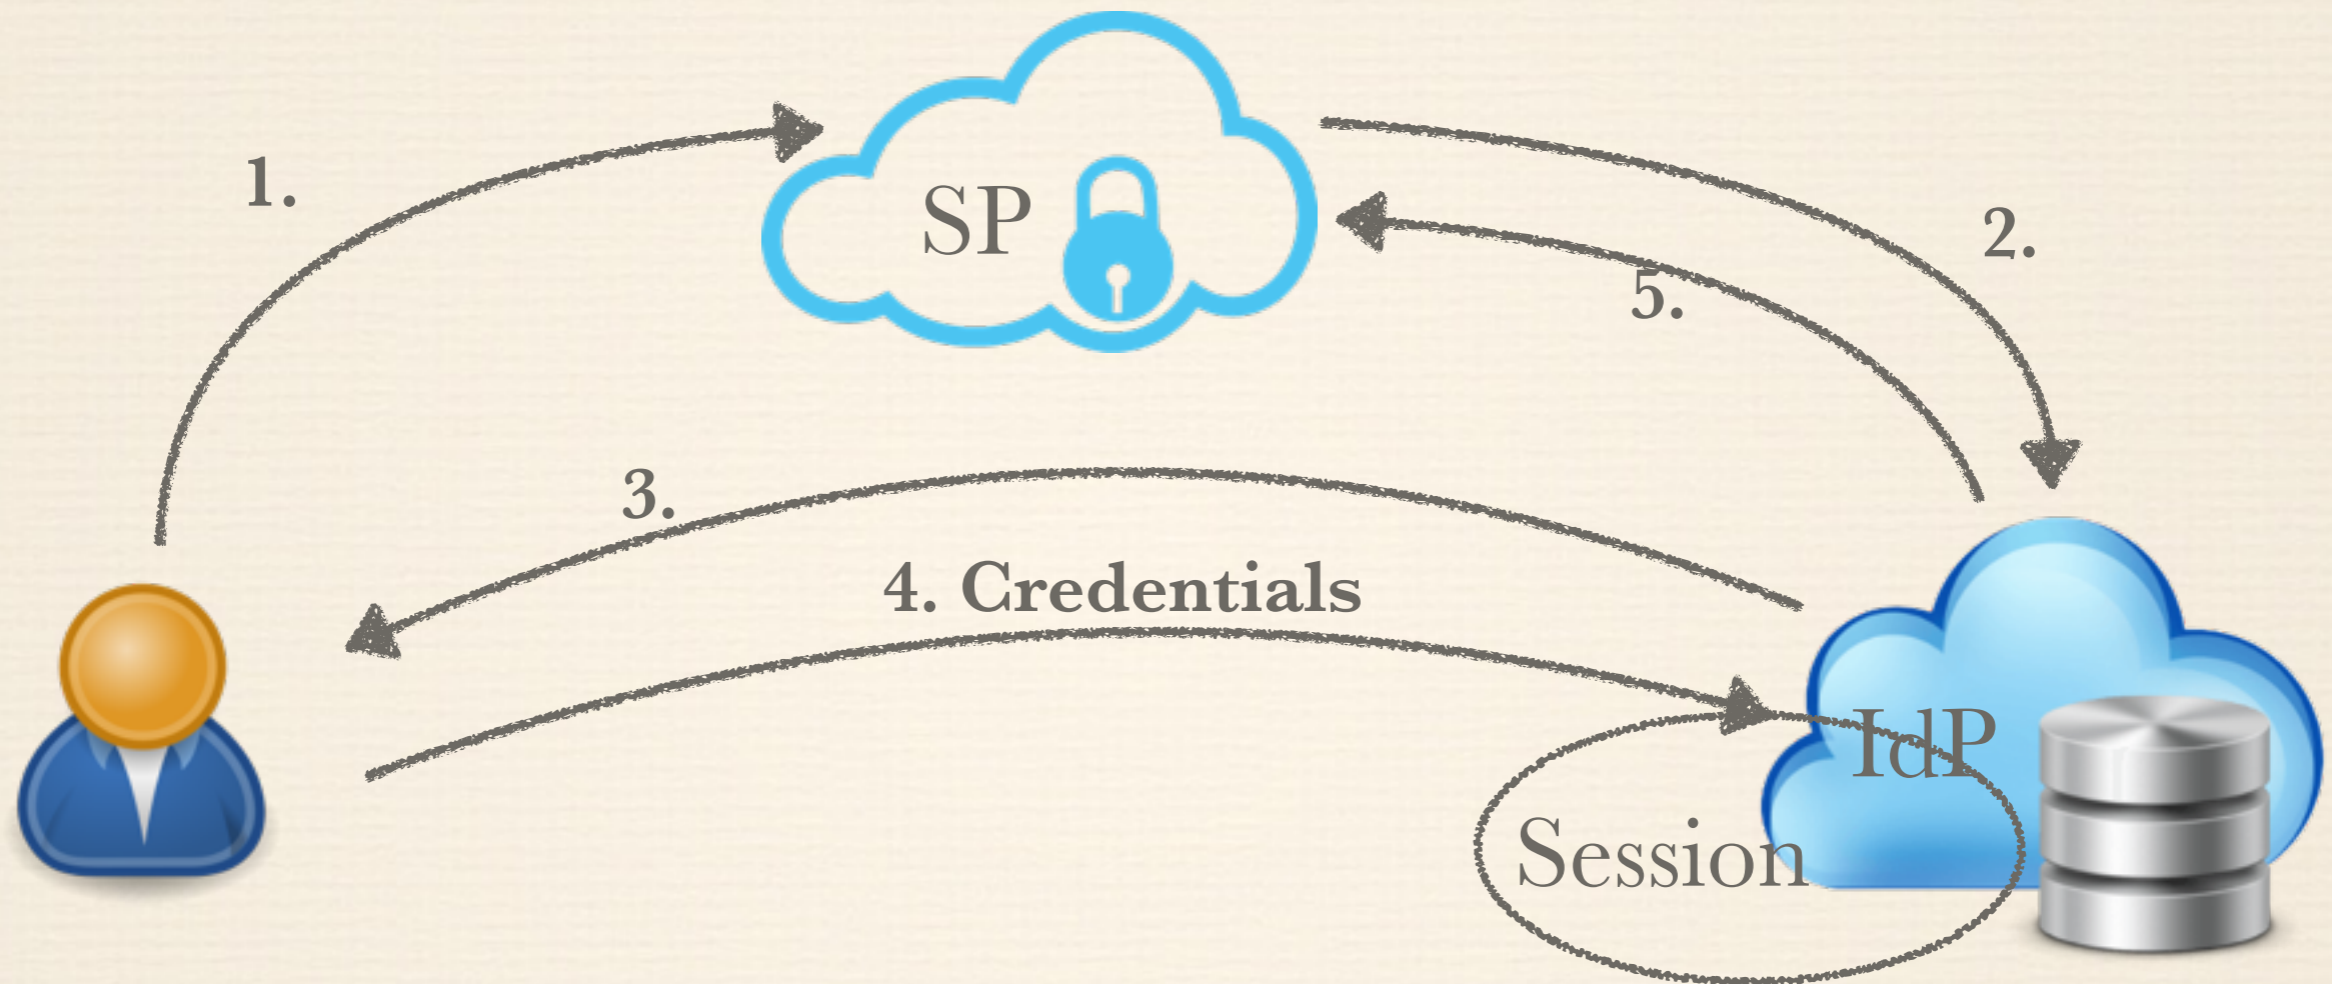 1.
SP
2.
5.
3.
4. Credentials
IdP
Session